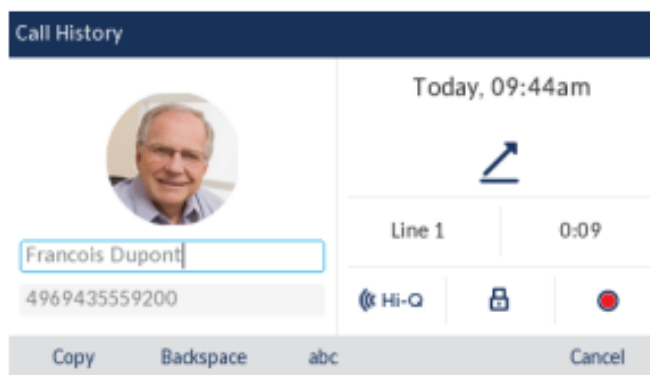 Call History
Today, 09:44am
Line 1 0:09
Francois Dupont
4969435559200
Hi-Q
Copy Backspace abc Cancel